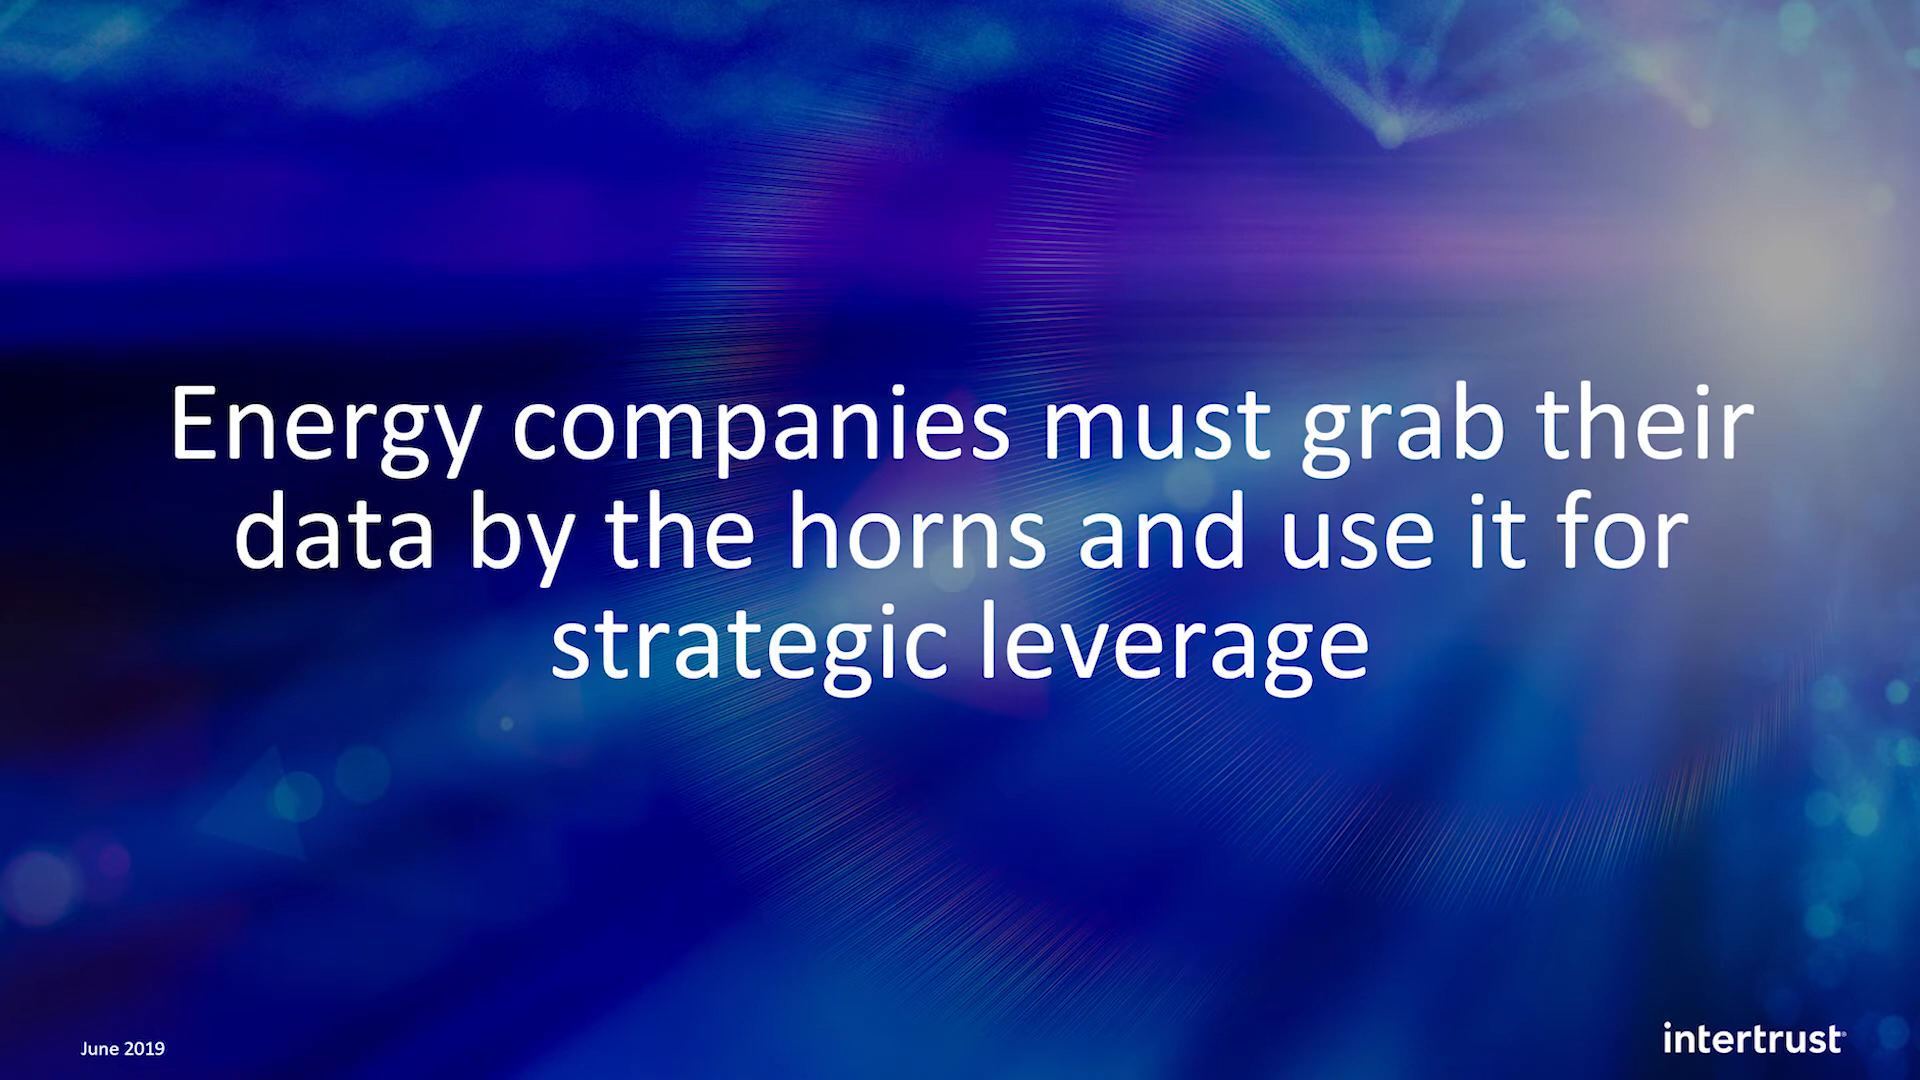 Energy companies must grab their
data by the horns and use it for
strategic leverage
June 2019
intertrust